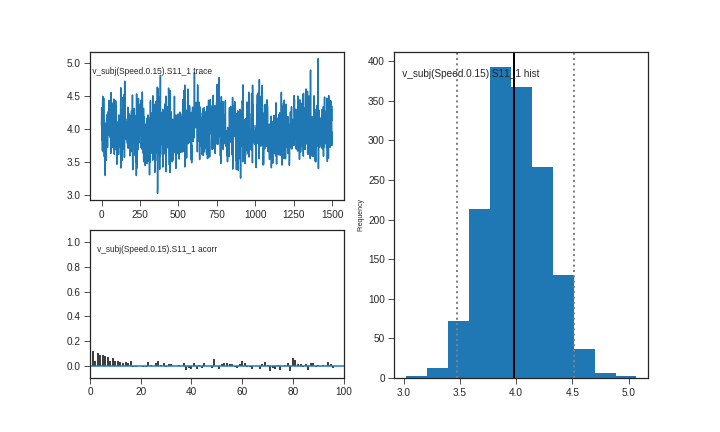 v_subj(Speed.0.15).S11_1 trace
5.0
4.5
4.0
3.5
3.0
0 250 500 750 1000 1250 1500
v_subj(Speed.0.15).S11_1 acorr
1.0
0.8
0.6
0.4
0.2
0.0
0 20 40 60 80 100
v_subj(Speed.0.15).S11_1 hist
Frequency
400
350
300
250
200
150
100
50
0
3.0 3.5 4.0 4.5 5.0